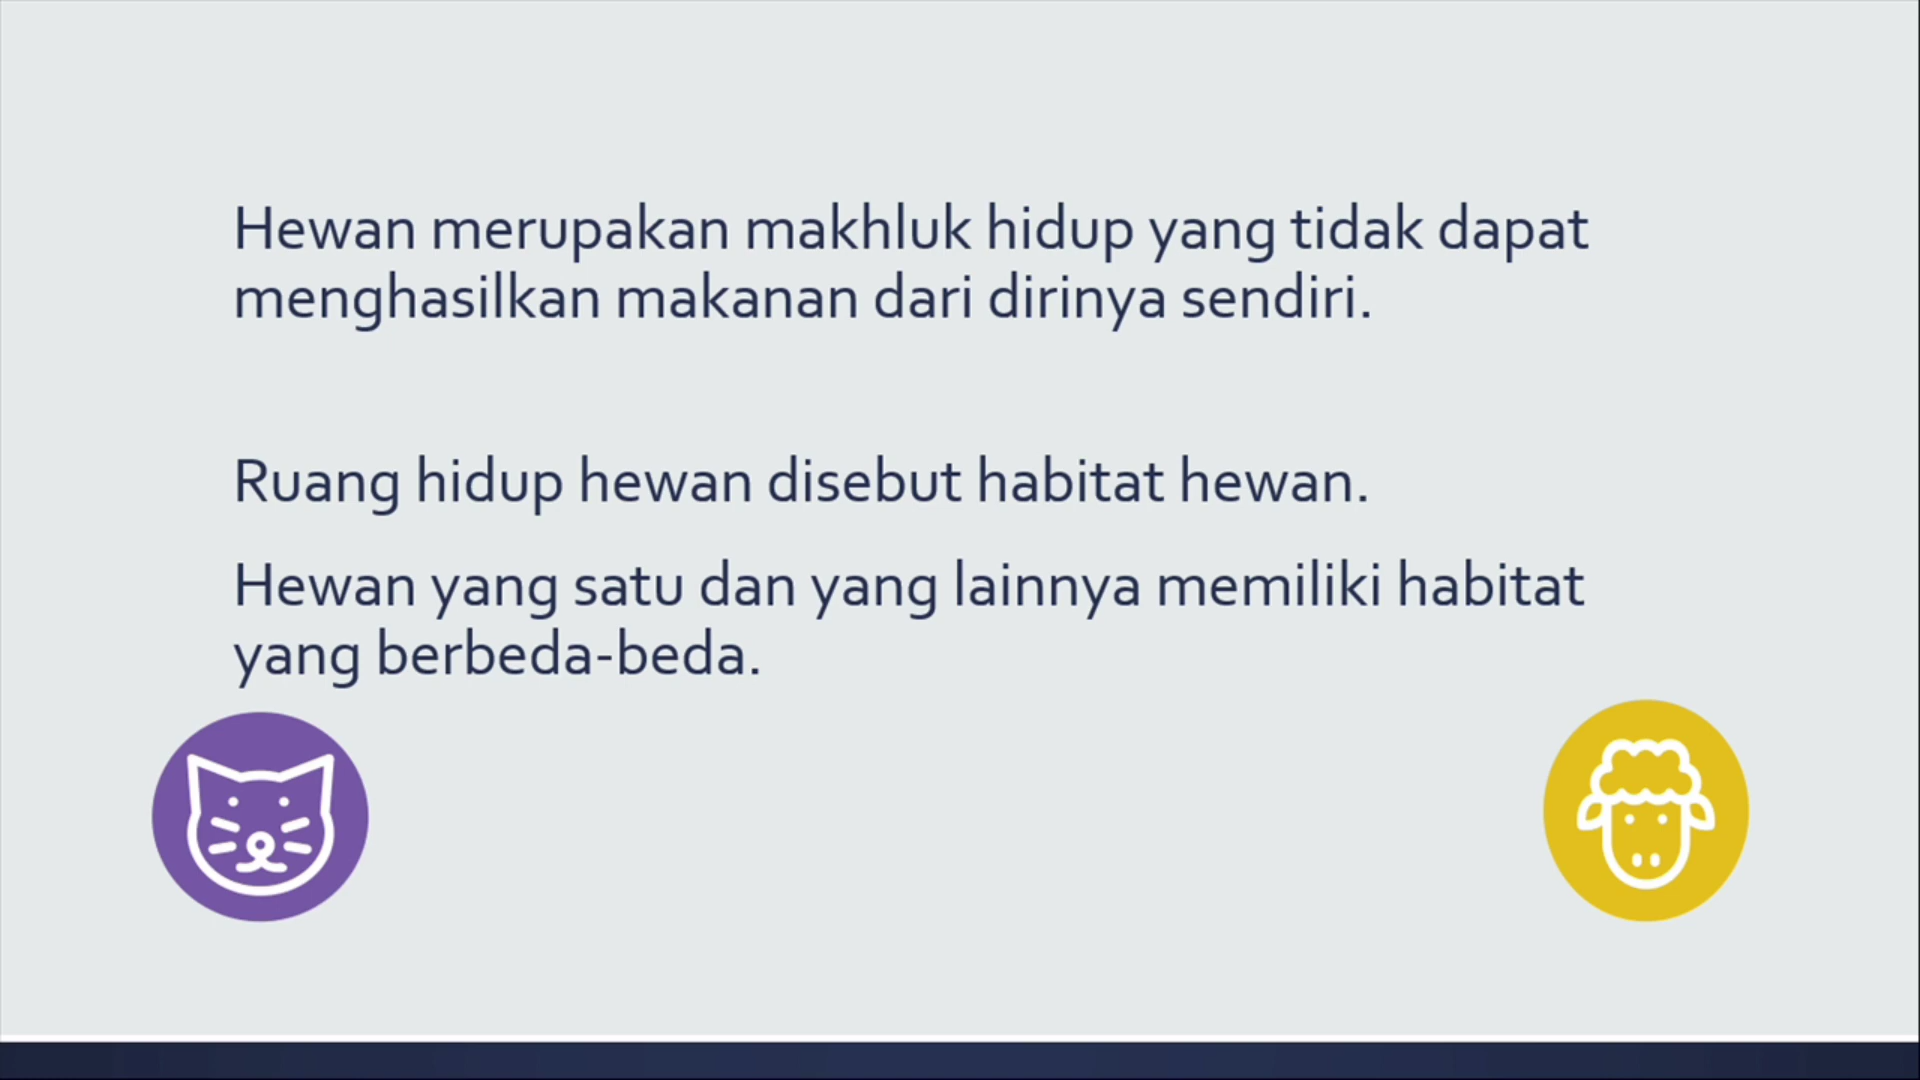 Hewan merupakan makhluk hidup yang tidak dapat
menghasilkan makanan dari dirinya sendiri.
Ruang hidup hewan disebut habitat hewan.
Hewan yang satu dan yang lainnya memiliki habitat
yang berbeda-beda.